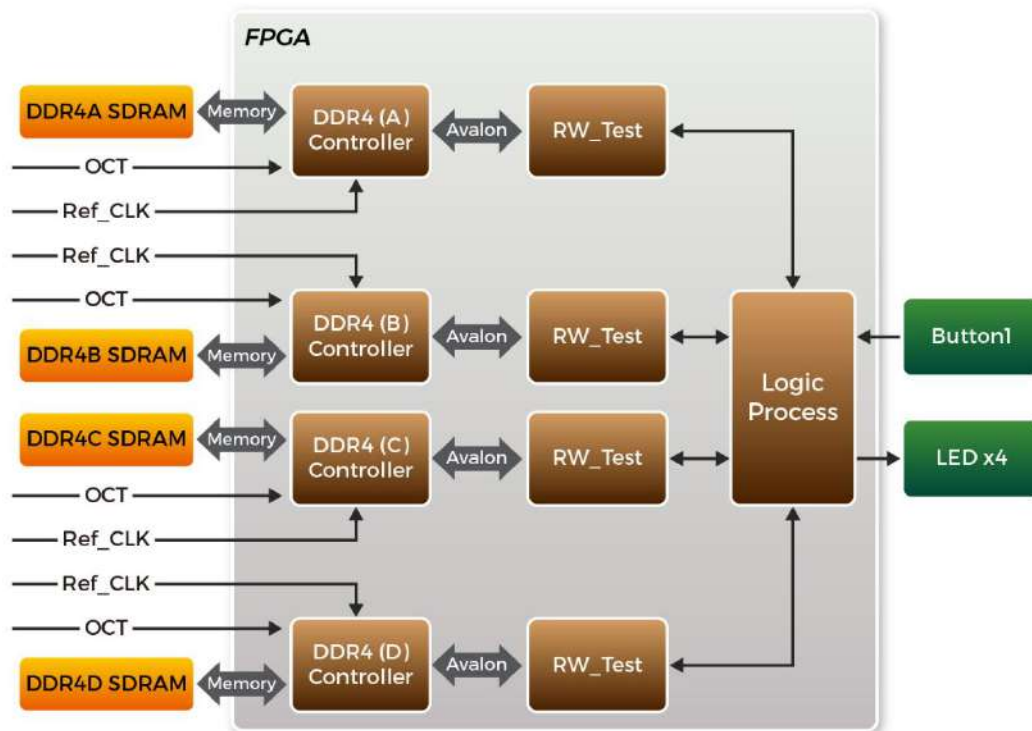 FPGA
DDR4A SDRAM
Memory
DDR4 (A)
Controller
Avalon
RW_Test
OCT
Ref_CLK
Ref_CLK
OCT
DDR4 (B)
Controller
Avalon
RW_Test
DDR4B SDRAM
Memory
Logic
Process
Button1
DDR4C SDRAM
Memory
DDR4 (C)
Controller
Avalon
RW_Test
LED x4
OCT
Ref_CLK
Ref_CLK
OCT
DDR4 (D)
Controller
Avalon
RW_Test
DDR4D SDRAM
Memory